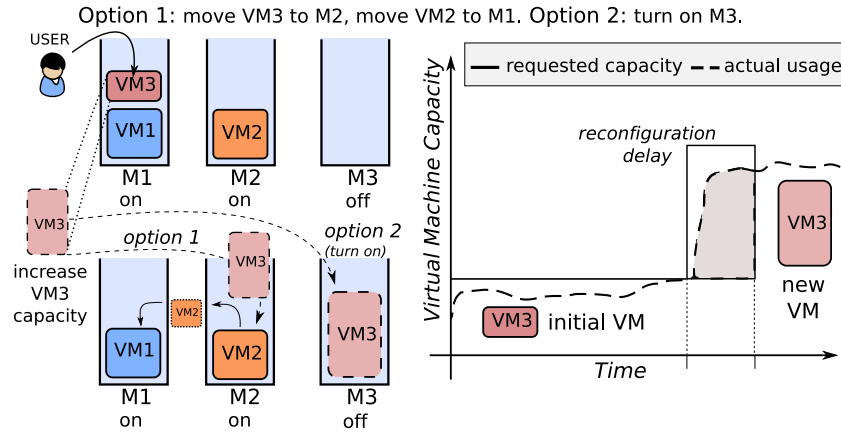 Option 1: move VM3 to M2, move VM2 to M1. Option 2: turn on M3.
USER
VM3
VM1
VM2
M1
on
M2
on
M3
off
VM3
increase
VM3
capacity
option 1
option 2
(turn on)
VM3
VM2
VM1
VM2
VM3
M1
on
M2
on
M3
off
requested capacity
actual usage
Virtual Machine Capacity
reconfiguration
delay
VM3
initial VM
VM3
new
VM
Time